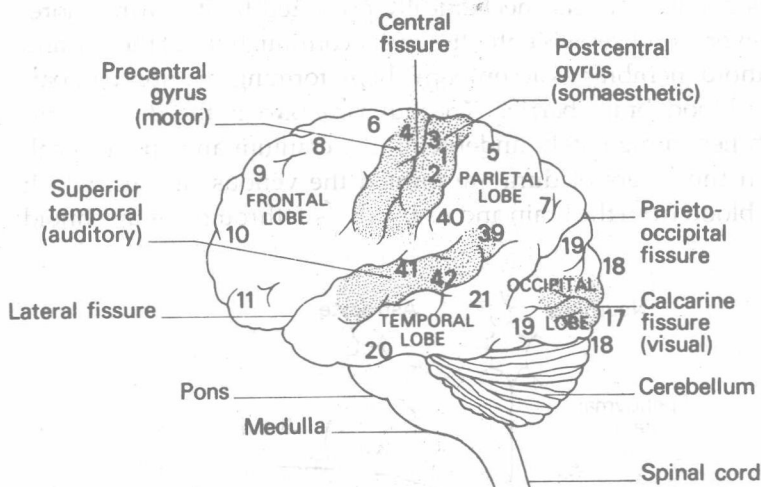 Central
fissure
Precentral
gyrus
(motor)
Postcentral
gyrus
(somaesthetic)
6
4
3
1
2
5
8
9
10
11
FRONTAL
LOBE
PARIETAL
LOBE
7
40
39
Superior
temporal
(auditory)
41
42
Parieto-
occipital
fissure
19
18
OCCIPITAL
LOBE
17
Calcarine
fissure
(visual)
21
19
18
Lateral fissure
TEMPORAL
LOBE
20
Pons
Cerebellum
Medulla
Spinal cord